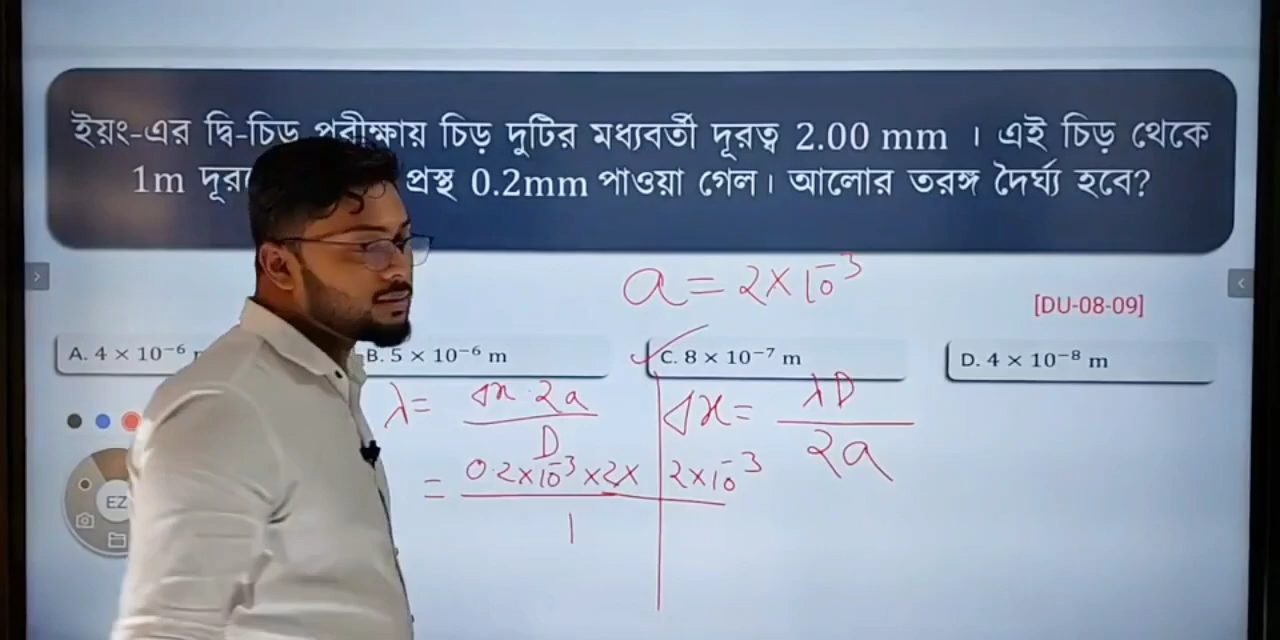 ইয়ং-এর দ্বি-চিড় পরীক্ষায় চিড় দুটির মধ্যবর্তী দূরত্ব 2.00 mm । এই চিড় থেকে
1m প্রস্থ 0.2mm পাওয়া গেল। আলোর তরঙ্গ দৈর্ঘ্য হবে?
a = 2×10⁻³
[DU-08-09]
A. 4 × 10⁻⁶
B. 5 × 10⁻⁶ m
C. 8 × 10⁻⁷ m
D. 4 × 10⁻⁸ m
λ = Δx·2a / D
= 0.2×10⁻³×2×2×10⁻³ / 1
Δx = λD / 2a
EZ